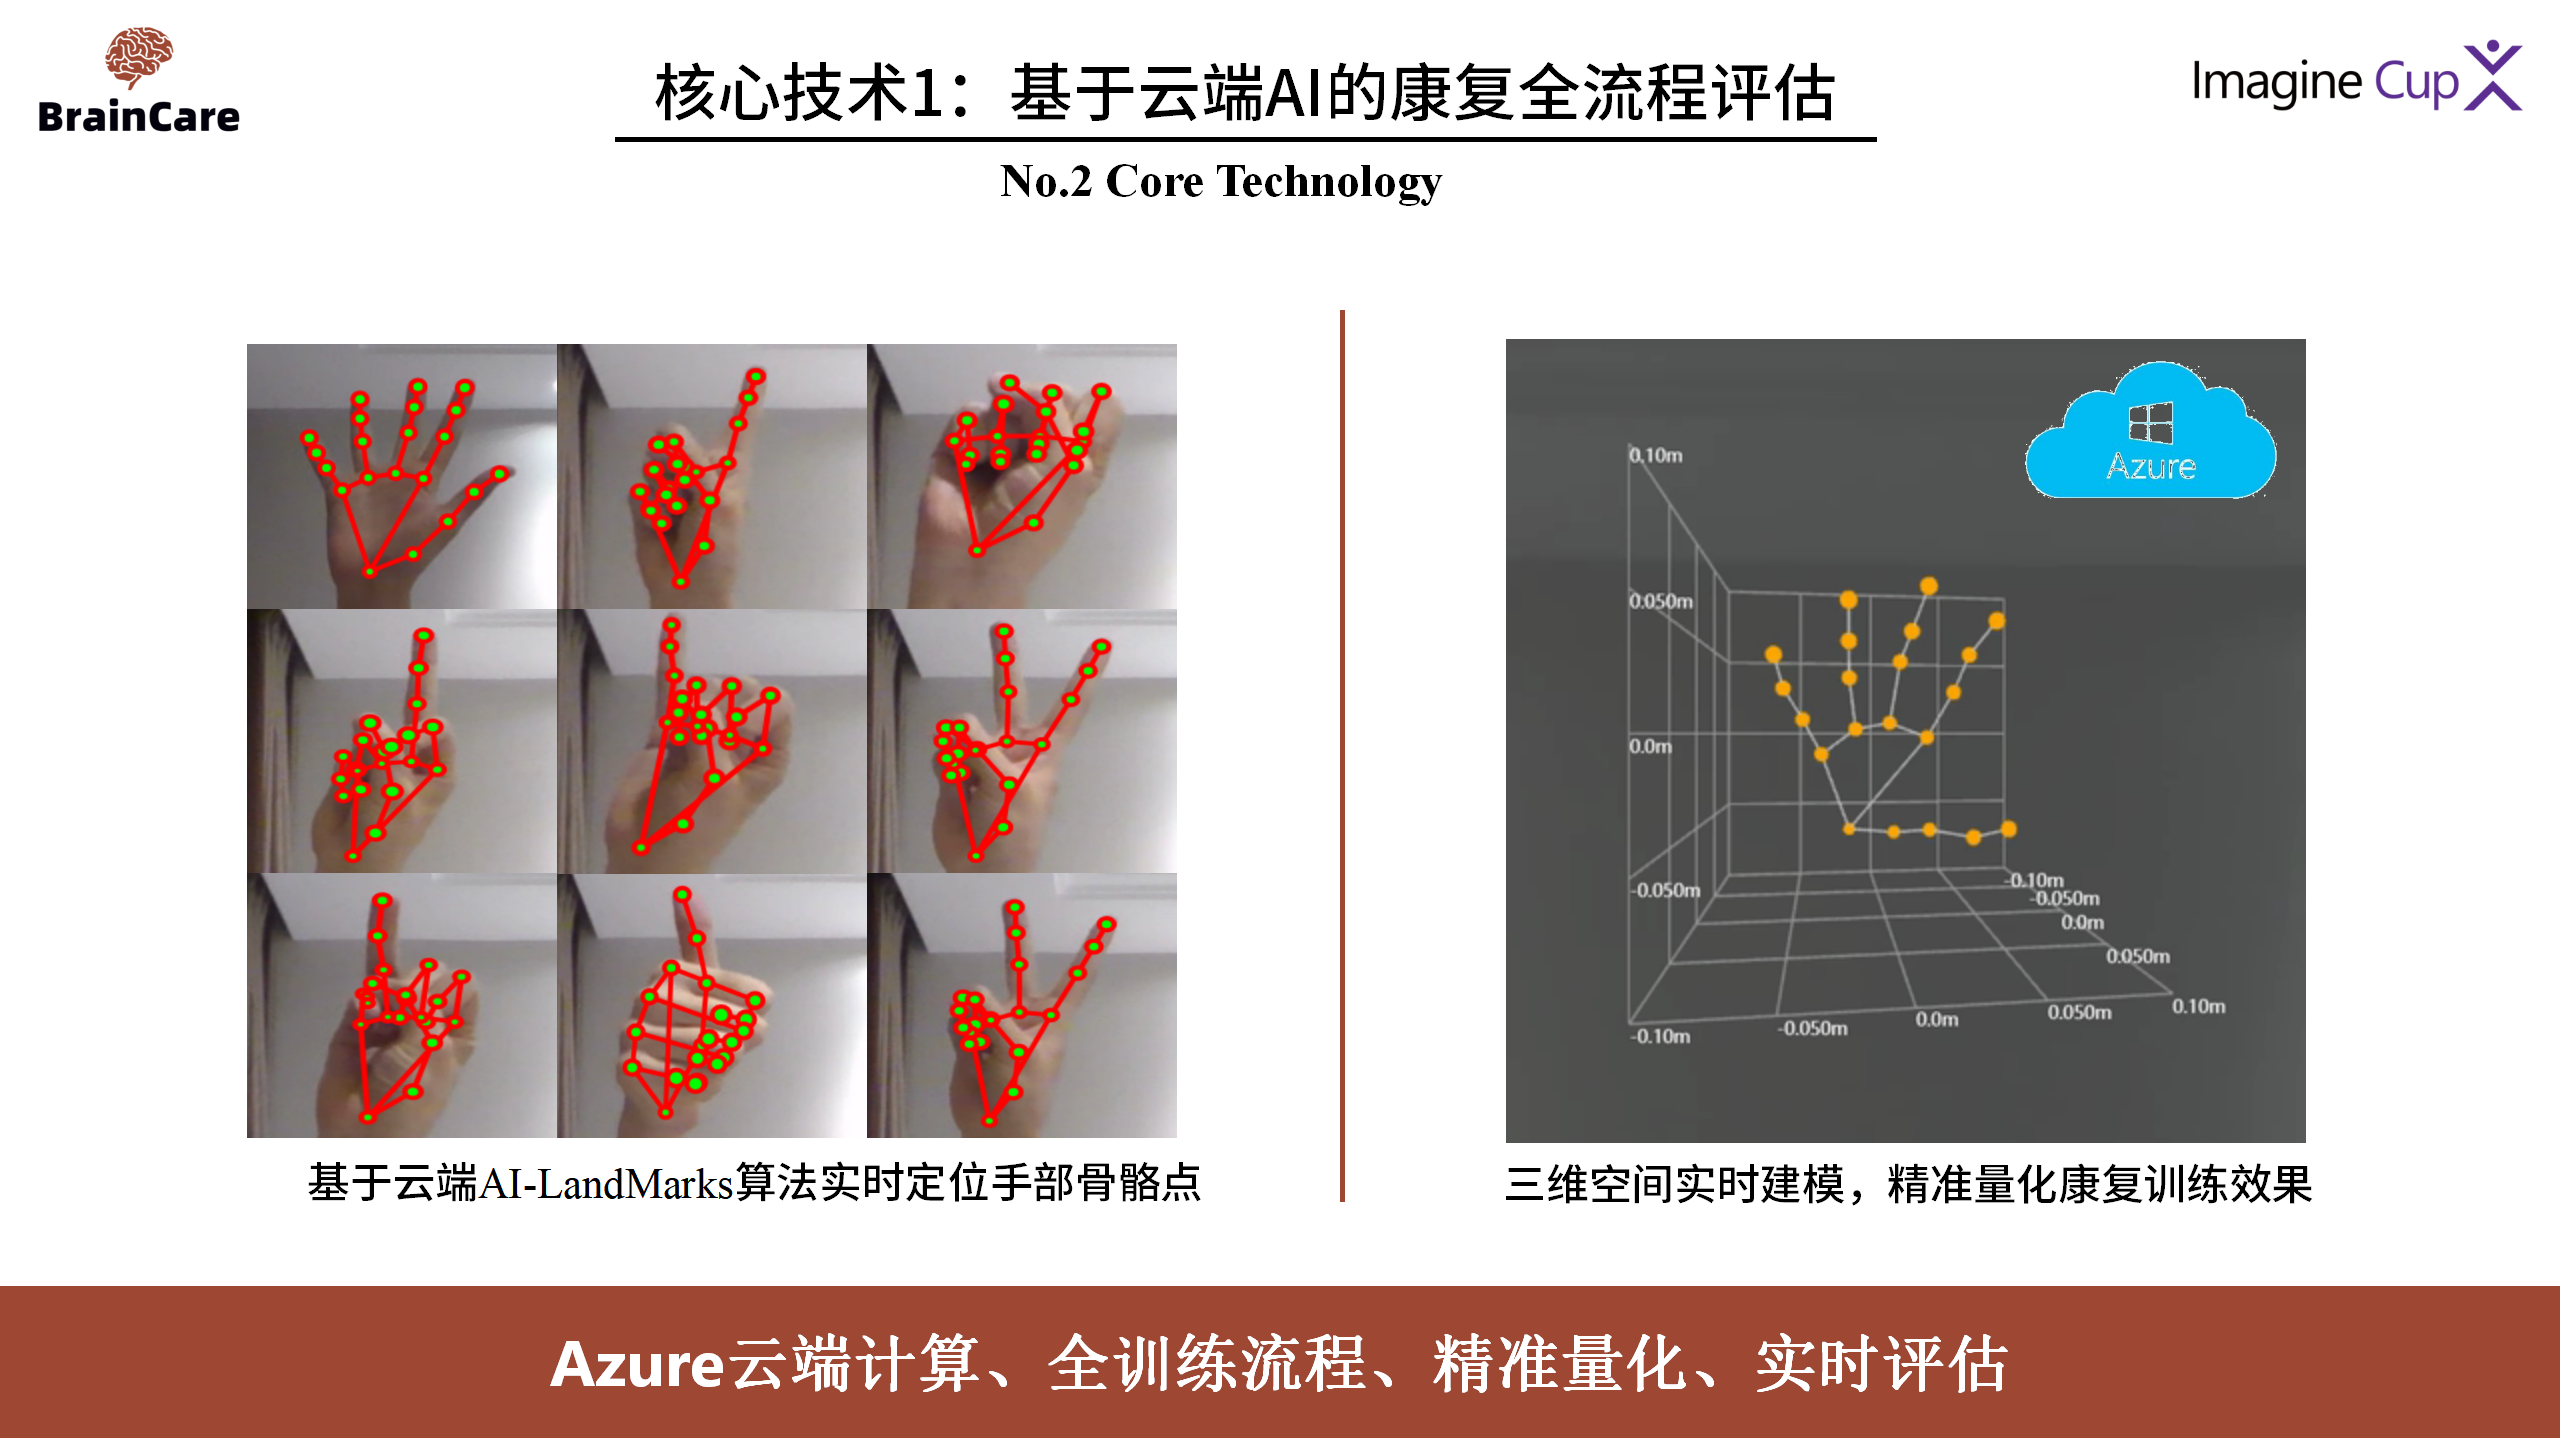 BrainCare
核心技术1：基于云端AI的康复全流程评估
Imagine Cup
No.2 Core Technology
Azure
0.10m
0.050m
0.0m
-0.050m
-0.10m
-0.050m
0.0m
0.050m
0.10m
-0.10m
-0.050m
0.0m
0.050m
基于云端AI-LandMarks算法实时定位手部骨骼点
三维空间实时建模，精准量化康复训练效果
Azure云端计算、全训练流程、精准量化、实时评估